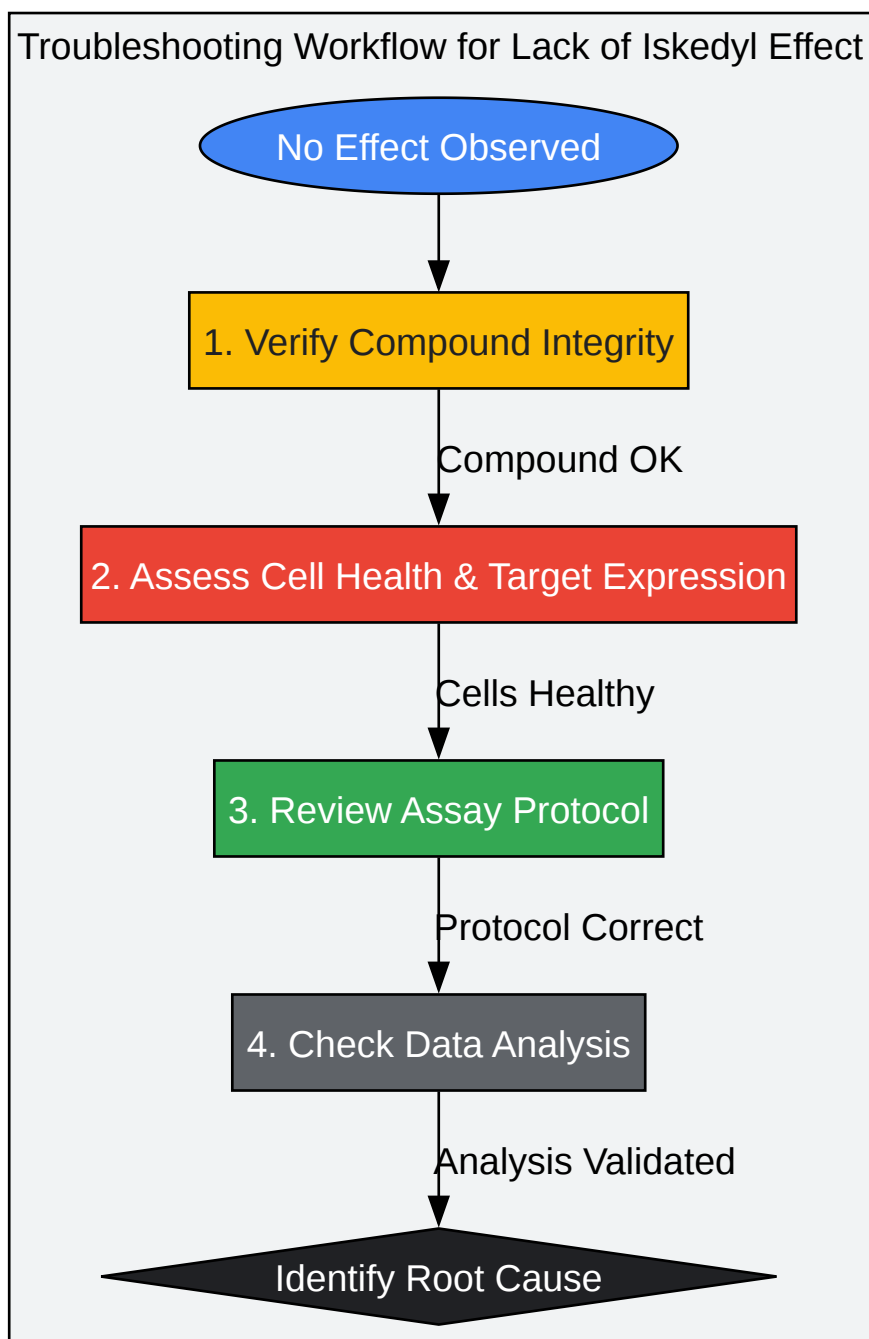 Troubleshooting Workflow for Lack of Iskedyl Effect
No Effect Observed
1. Verify Compound Integrity
Compound OK
2. Assess Cell Health & Target Expression
Cells Healthy
3. Review Assay Protocol
Protocol Correct
4. Check Data Analysis
Analysis Validated
Identify Root Cause